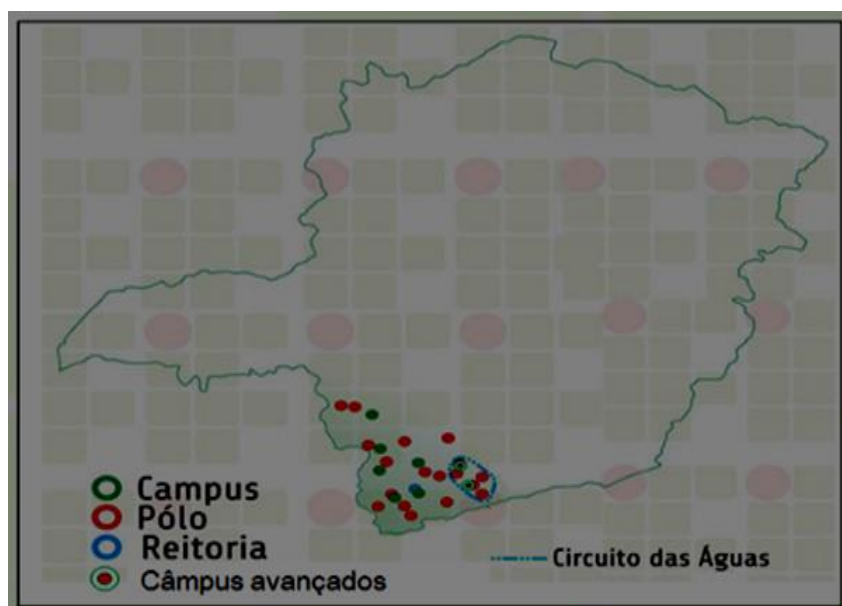 Campus
Pólo
Reitoria
Câmpus avançados
Circuito das Águas